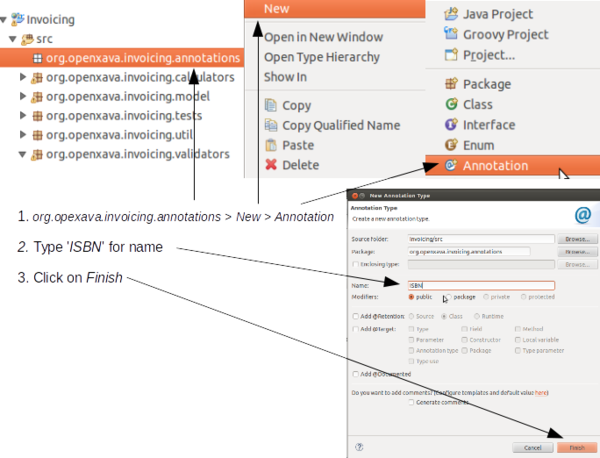 Invoicing
src
org.openxava.invoicing.annotations
org.openxava.invoicing.calculators
org.openxava.invoicing.model
org.openxava.invoicing.tests
org.openxava.invoicing.util
org.openxava.invoicing.validators
New
Open in New Window
Open Type Hierarchy
Show In
Copy
Copy Qualified Name
Paste
Delete
Java Project
Groovy Project
Project...
Package
Class
Interface
Enum
Annotation
1. org.opexava.invoicing.annotations > New > Annotation
2. Type 'ISBN' for name
3. Click on Finish
New Annotation Type
Annotation Type
Create a new annotation type.
Source folder: Invoicing/src Browse...
Package: org.openxava.invoicing.annotations Browse...
Enclosing type: Browse...
Name: ISBN
Modifiers: public package private protected
Add @Retention: Source Class Runtime
Add @Target: Type Field Method
Parameter Constructor Local variable
Annotation type Package Type parameter
Type use
Add @Documented
Do you want to add comments? (Configure templates and default value here)
Generate comments
Cancel Finish